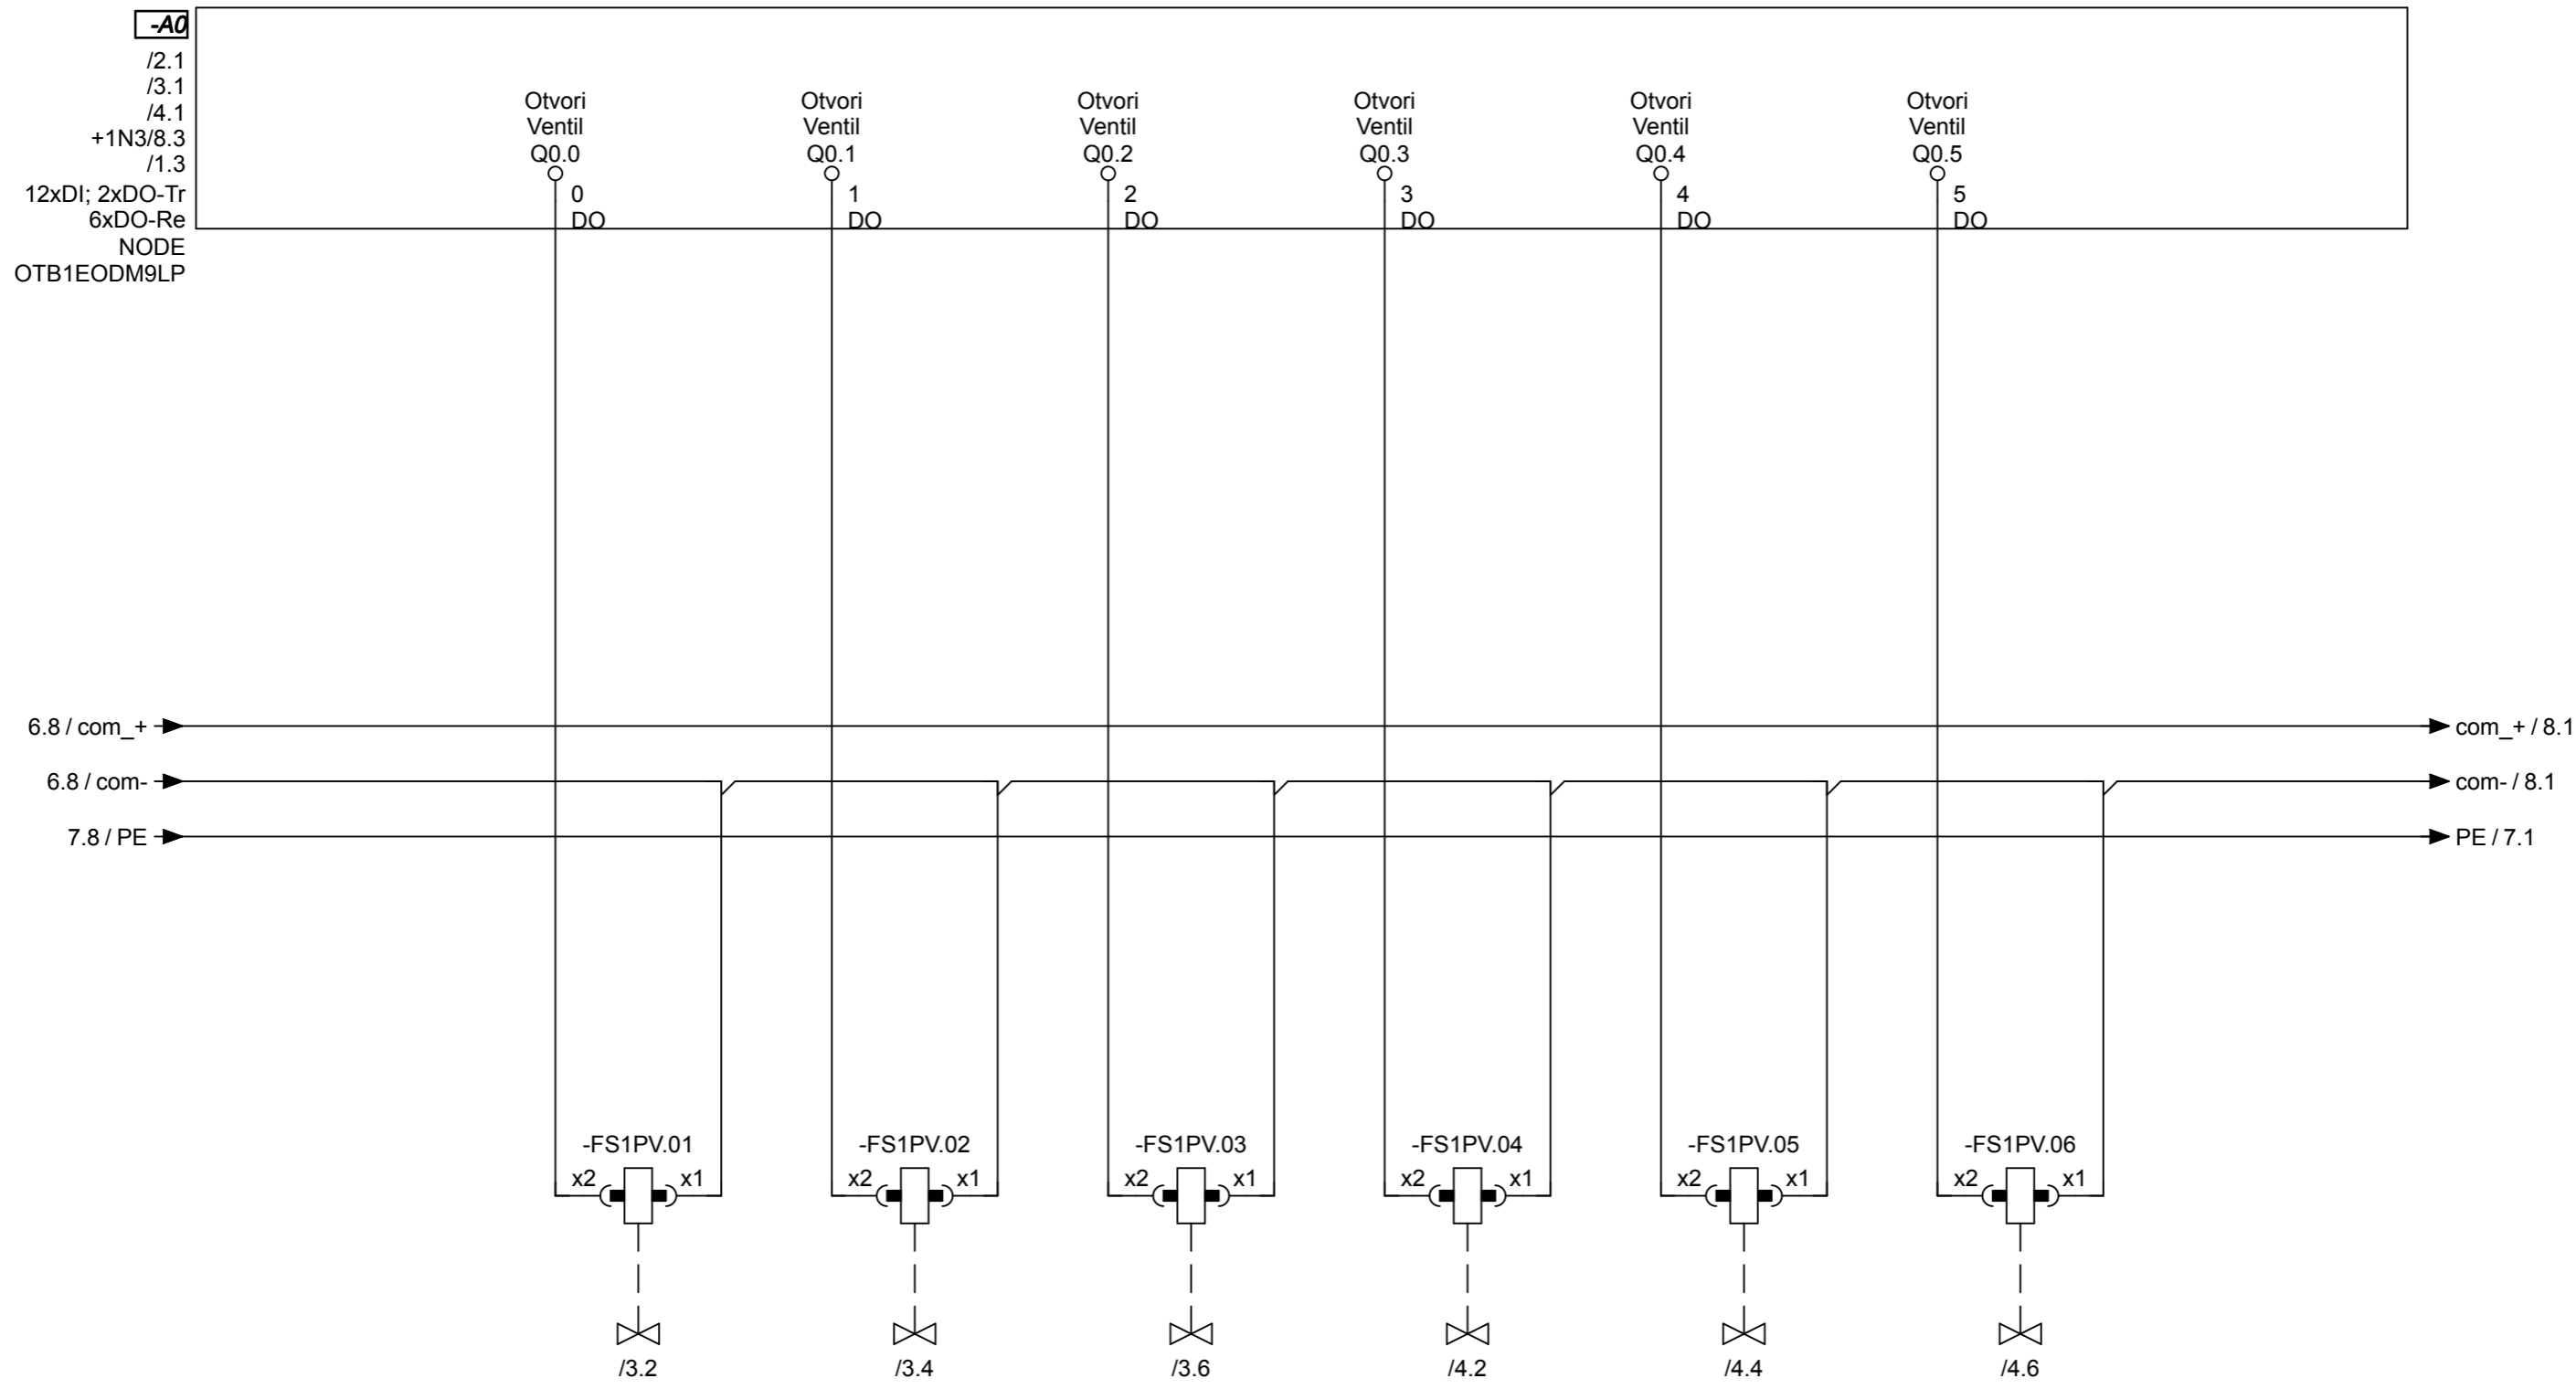 -A0
/2.1
/3.1
/4.1
+1N3/8.3
/1.3
12xDI; 2xDO-Tr
6xDO-Re
NODE
OTB1EODM9LP
Otvori
Ventil
Q0.0
0
DO
Otvori
Ventil
Q0.1
1
DO
Otvori
Ventil
Q0.2
2
DO
Otvori
Ventil
Q0.3
3
DO
Otvori
Ventil
Q0.4
4
DO
Otvori
Ventil
Q0.5
5
DO
6.8 / com_+
com_+ / 8.1
6.8 / com-
com- / 8.1
7.8 / PE
PE / 7.1
-FS1PV.01
x2 x1
/3.2
-FS1PV.02
x2 x1
/3.4
-FS1PV.03
x2 x1
/3.6
-FS1PV.04
x2 x1
/4.2
-FS1PV.05
x2 x1
/4.4
-FS1PV.06
x2 x1
/4.6